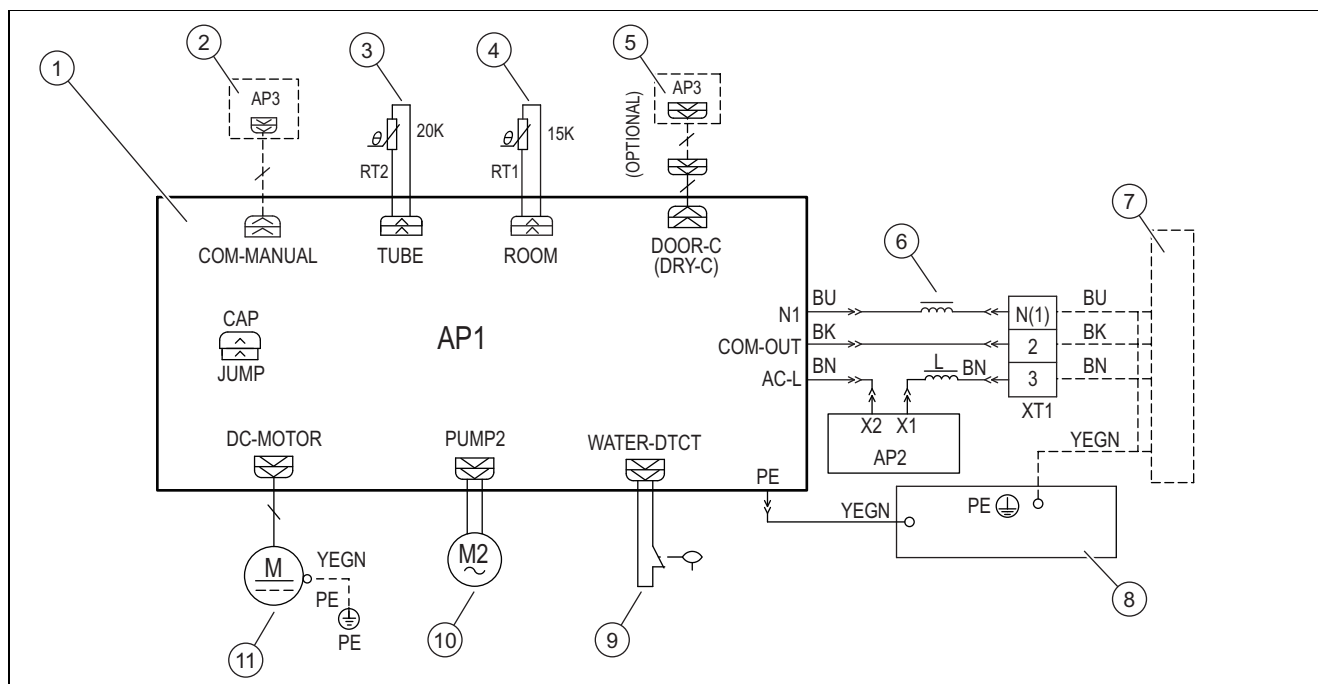 1
2
3
4
5
6
7
8
9
10
11
AP3
θ
20K
RT2
θ
15K
RT1
(OPTIONAL)
AP3
COM-MANUAL
TUBE
ROOM
DOOR-C
(DRY-C)
CAP
JUMP
AP1
N1
COM-OUT
AC-L
BU
BK
BN
L
BN
N(1)
2
3
XT1
BU
BK
BN
X2 X1
AP2
YEGN
DC-MOTOR
PUMP2
WATER-DTCT
PE
YEGN
PE
M
YEGN
PE
PE
M2